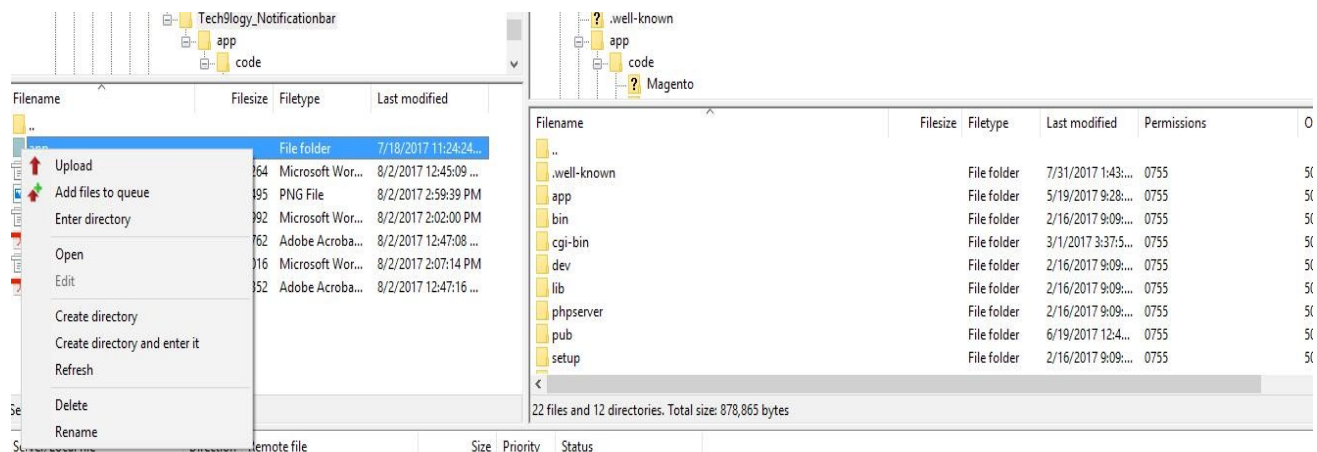 Tech9logy_Notificationbar
app
code
Filename Filesize Filetype Last modified
..
File folder 7/18/2017 11:24:24...
264 Microsoft Wor... 8/2/2017 12:45:09 ...
495 PNG File 8/2/2017 2:59:39 PM
992 Microsoft Wor... 8/2/2017 2:02:00 PM
762 Adobe Acroba... 8/2/2017 12:47:08 ...
016 Microsoft Wor... 8/2/2017 2:07:14 PM
352 Adobe Acroba... 8/2/2017 12:47:16 ...
Upload
Add files to queue
Enter directory
Open
Edit
Create directory
Create directory and enter it
Refresh
Delete
Rename
.well-known
app
code
Magento
Filename Filesize Filetype Last modified Permissions O
..
.well-known File folder 7/31/2017 1:43:... 0755 50
app File folder 5/19/2017 9:28:... 0755 50
bin File folder 2/16/2017 9:09:... 0755 50
cgi-bin File folder 3/1/2017 3:37:5... 0755 50
dev File folder 2/16/2017 9:09:... 0755 50
lib File folder 2/16/2017 9:09:... 0755 50
phpserver File folder 2/16/2017 9:09:... 0755 50
pub File folder 6/19/2017 12:4... 0755 50
setup File folder 2/16/2017 9:09:... 0755 50
22 files and 12 directories. Total size: 878,865 bytes
Remote file Size Priority Status